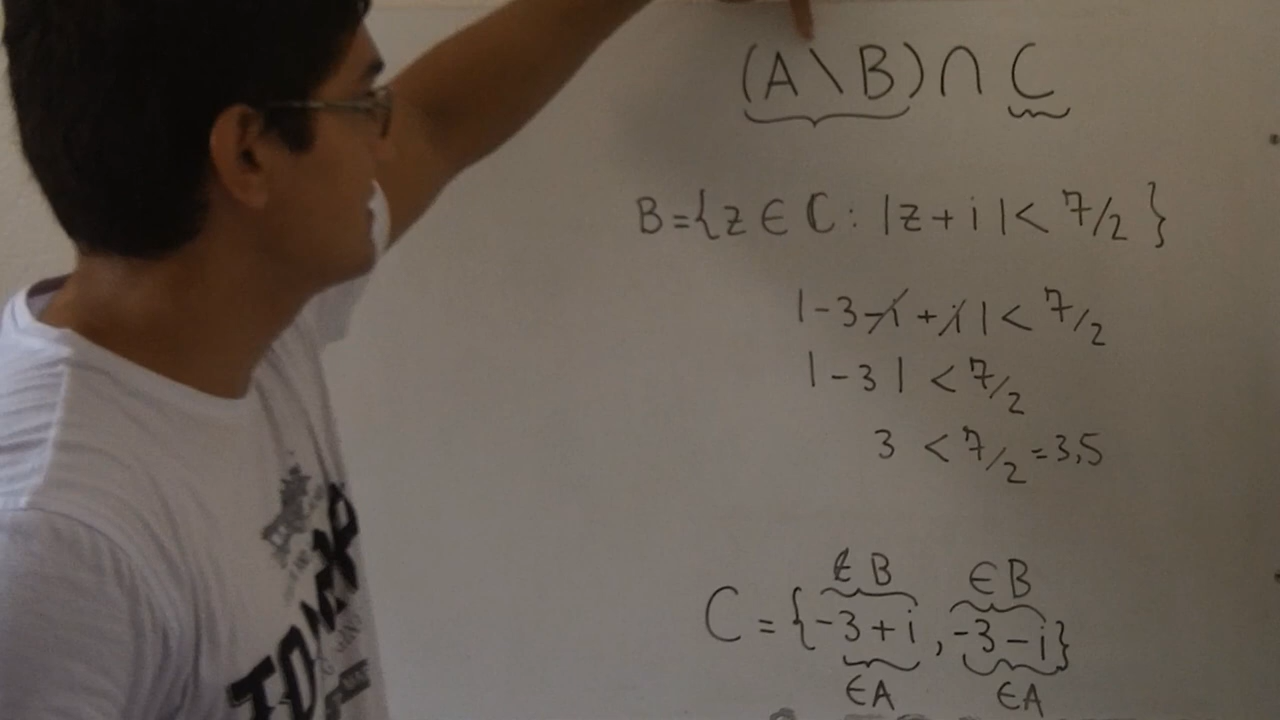 (A \ B) ∩ C
B = {z ∈ C : |z + i| < 7/2}
|-3 - i + i| < 7/2
|-3| < 7/2
3 < 7/2 = 3,5
∉ B ∈ B
C = {-3 + i, -3 - i}
∈ A ∈ A